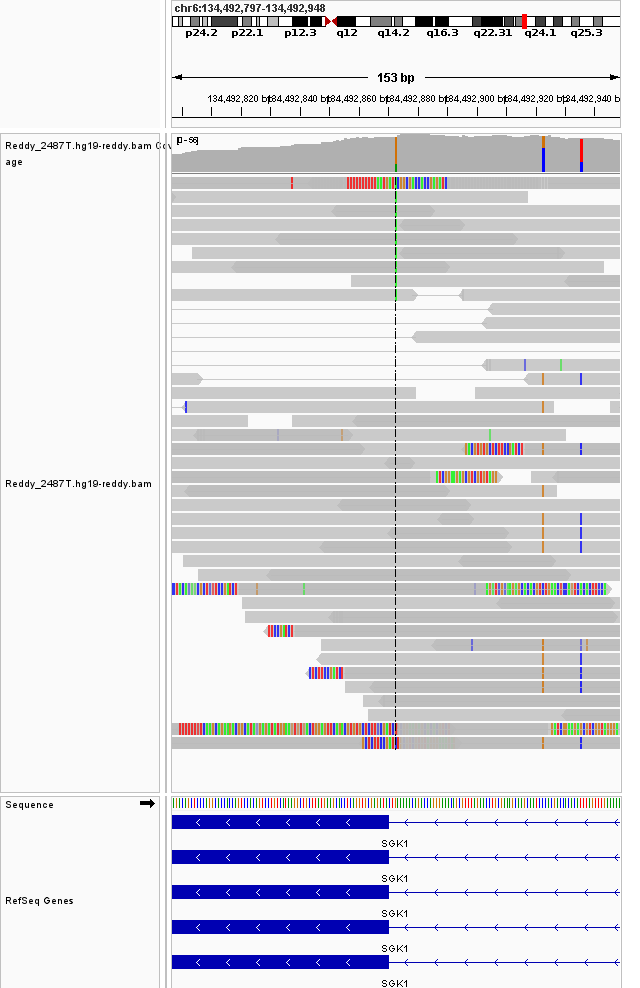 chr6:134,492,797-134,492,948
p24.2 p22.1 p12.3 q12 q14.2 q16.3 q22.31 q24.1 q25.3
153 bp
134,492,820 bp 134,492,840 bp 134,492,860 bp 134,492,880 bp 134,492,900 bp 134,492,920 bp 134,492,940 bp
Reddy_2487T.hg19-reddy.bam Cov
age
Reddy_2487T.hg19-reddy.bam
Sequence
SGK1
SGK1
RefSeq Genes
SGK1
SGK1
SGK1